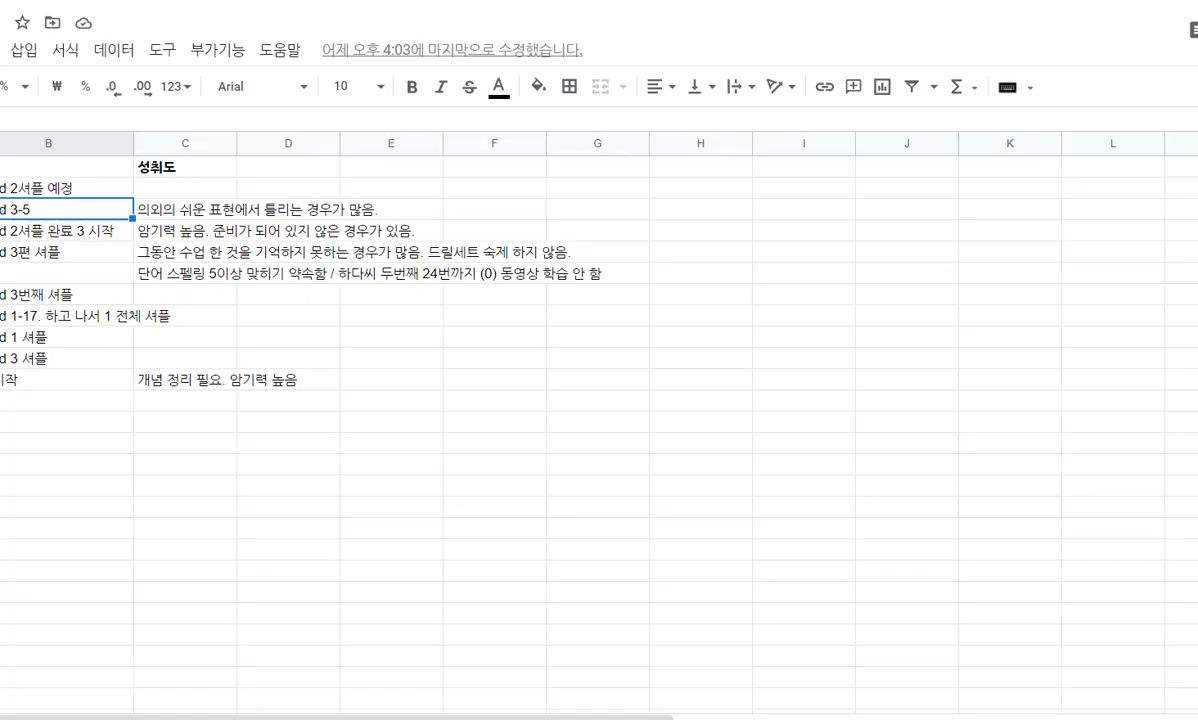 삽입 서식 데이터 도구 부가기능 도움말 어제 오후 4:03에 마지막으로 수정했습니다.
% ₩ % .0 .00 123 Arial 10 B I S A Σ
B C D E F G H I J K L
성취도
d 2셔플 예정
d 3-5 의외의 쉬운 표현에서 틀리는 경우가 많음.
d 2셔플 완료 3 시작 암기력 높음. 준비가 되어 있지 않은 경우가 있음.
d 3편 셔플 그동안 수업 한 것을 기억하지 못하는 경우가 많음. 드릴세트 숙제 하지 않음.
단어 스펠링 5이상 맞히기 약속함 / 하다씨 두번째 24번까지 (0) 동영상 학습 안 함
d 3번째 셔플
d 1-17. 하고 나서 1 전체 셔플
d 1 셔플
d 3 셔플
시작 개념 정리 필요. 암기력 높음